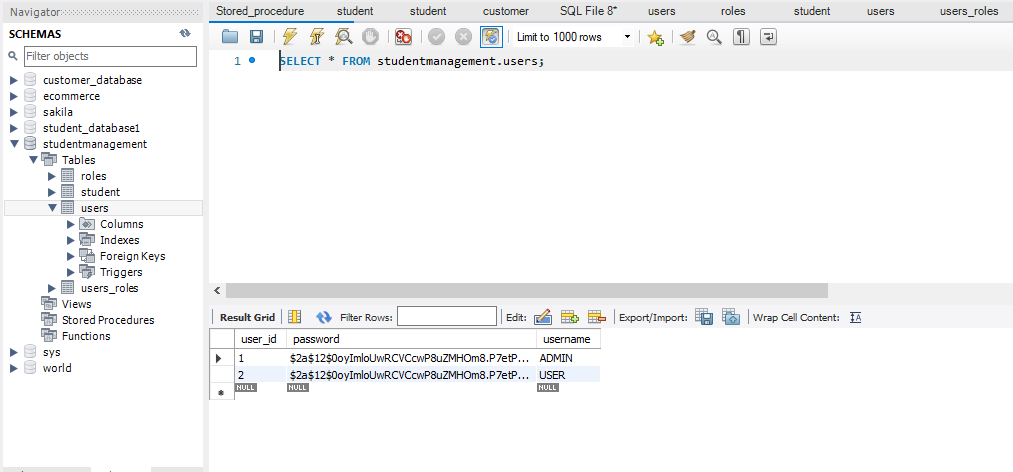 Navigator
SCHEMAS
Filter objects
customer_database
ecommerce
sakila
student_database1
studentmanagement
Tables
roles
student
users
Columns
Indexes
Foreign Keys
Triggers
users_roles
Views
Stored Procedures
Functions
sys
world
Stored_procedure student student customer SQL File 8* users roles student users users_roles
Limit to 1000 rows
1 SELECT * FROM studentmanagement.users;
Result Grid Filter Rows: Edit: Export/Import: Wrap Cell Content:
user_id password username
1 $2a$12$0oyImloUwRCVCcwP8uZMHOm8.P7etP... ADMIN
2 $2a$12$0oyImloUwRCVCcwP8uZMHOm8.P7etP... USER
NULL NULL NULL